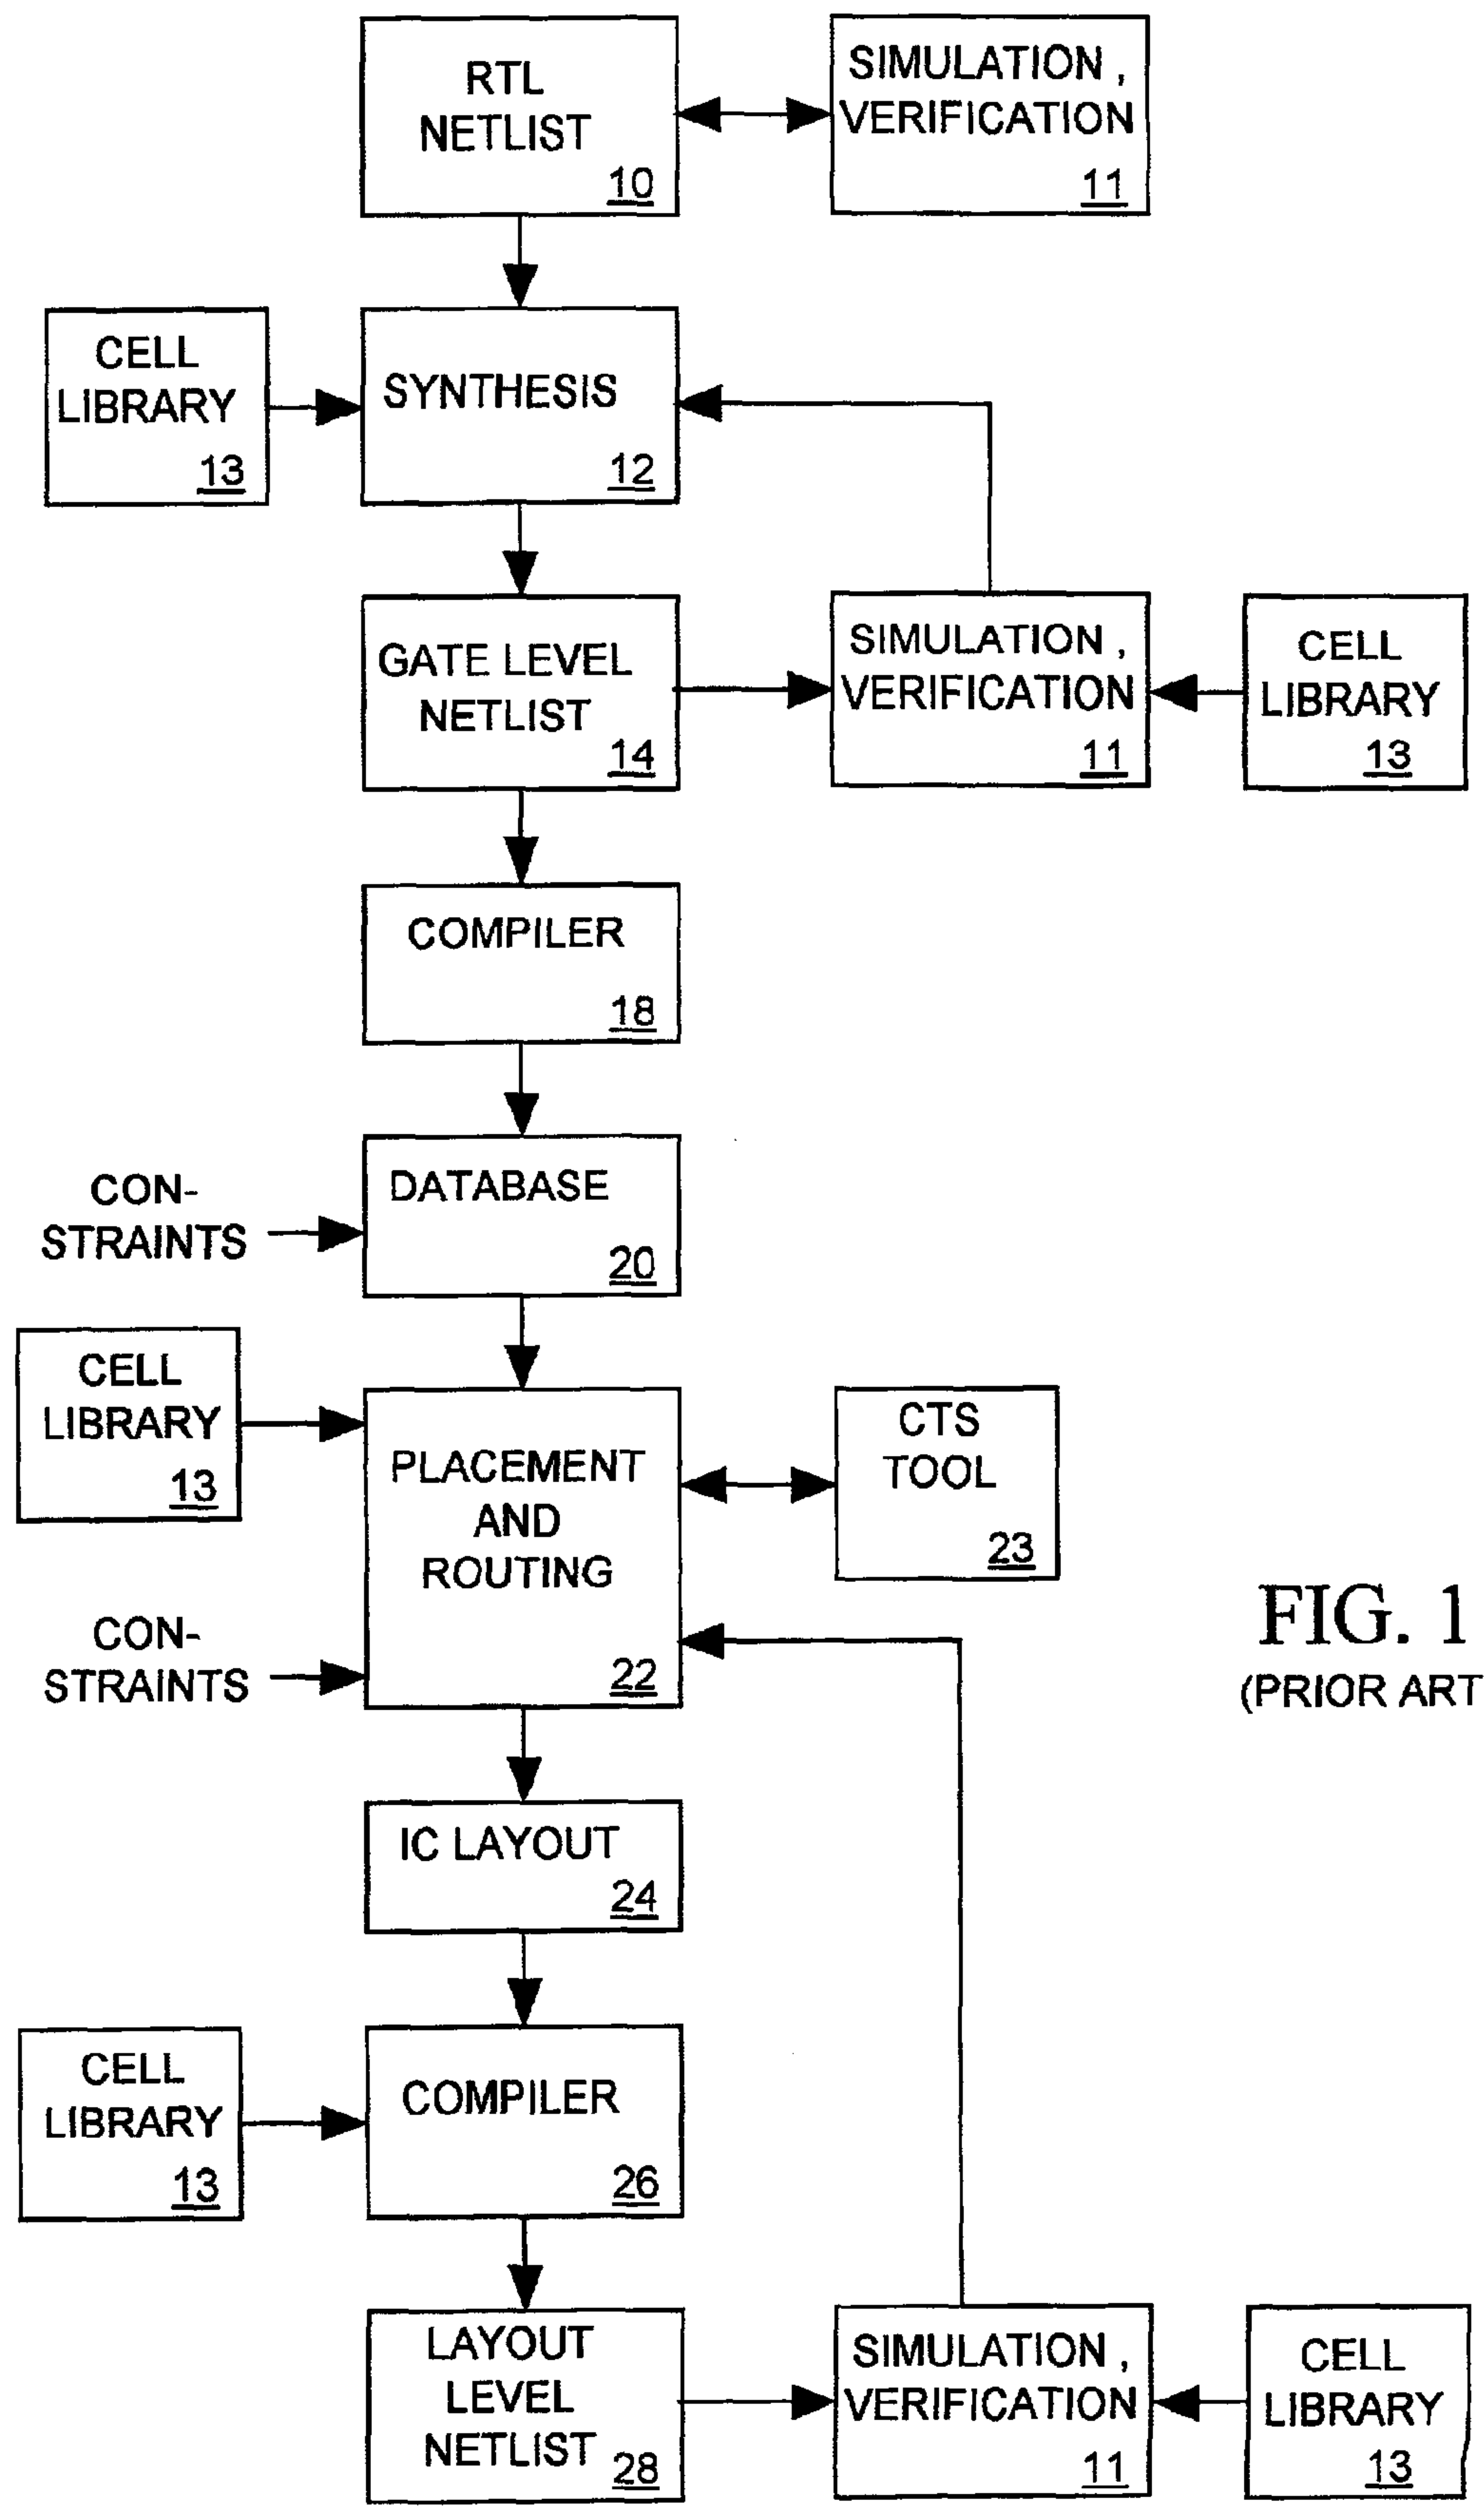 RTL
NETLIST
10
SIMULATION,
VERIFICATION
11
CELL
LIBRARY
13
SYNTHESIS
12
GATE LEVEL
NETLIST
14
SIMULATION,
VERIFICATION
11
CELL
LIBRARY
13
COMPILER
18
CON-
STRAINTS
DATABASE
20
CELL
LIBRARY
13
PLACEMENT
AND
ROUTING
22
CTS
TOOL
23
CON-
STRAINTS
FIG. 1
(PRIOR ART
IC LAYOUT
24
CELL
LIBRARY
13
COMPILER
26
LAYOUT
LEVEL
NETLIST
28
SIMULATION,
VERIFICATION
11
CELL
LIBRARY
13